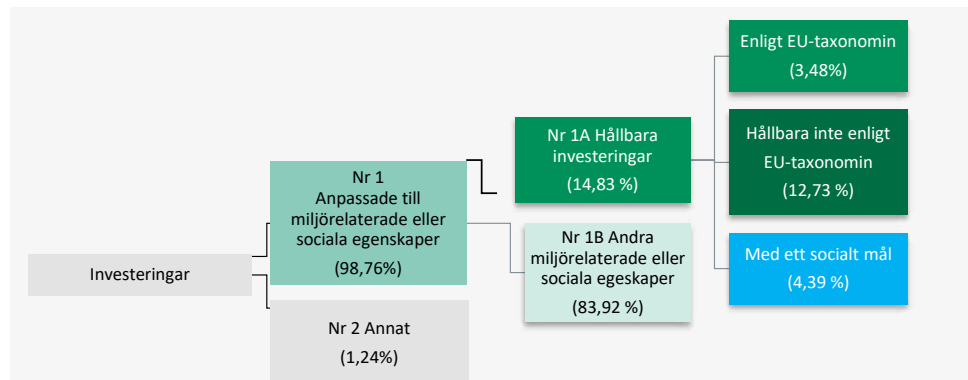 Investeringar
Nr 1
Anpassade till
miljörelaterade eller
sociala egenskaper
(98,76%)
Nr 2 Annat
(1,24%)
Nr 1A Hållbara
investeringar
(14,83 %)
Nr 1B Andra
miljörelaterade eller
sociala egeskaper
(83,92 %)
Enligt EU-taxonomin
(3,48%)
Hållbara inte enligt
EU-taxonomin
(12,73 %)
Med ett socialt mål
(4,39 %)